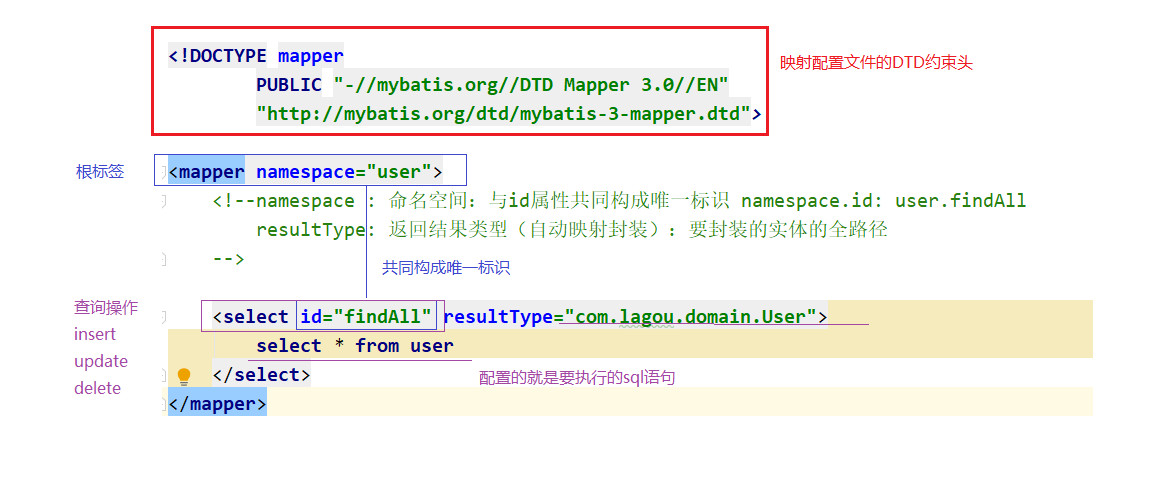 <!DOCTYPE mapper
PUBLIC "-//mybatis.org//DTD Mapper 3.0//EN"
"http://mybatis.org/dtd/mybatis-3-mapper.dtd">
映射配置文件的DTD约束头
根标签
<mapper namespace="user">
<!--namespace : 命名空间: 与id属性共同构成唯一标识 namespace.id: user.findAll
resultType: 返回结果类型（自动映射封装）: 要封装的实体的全路径
-->
共同构成唯一标识
查询操作
insert
update
delete
<select id="findAll" resultType="com.lagou.domain.User">
select * from user
</select>
配置的就是要执行的sql语句
</mapper>